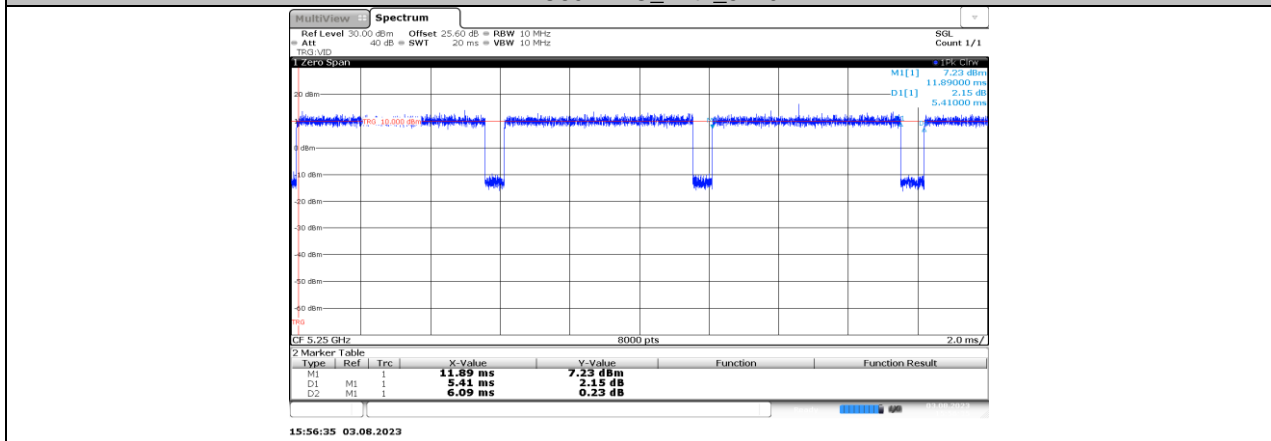 MultiView Spectrum
Ref Level 30.00 dBm Offset 25.60 dB RBW 10 MHz SGL
Att 40 dB SWT 20 ms VBW 10 MHz Count 1/1
TRG:VID
1 Zero Span 1Pk Clrw
M1[1] 7.23 dBm
11.89000 ms
D1[1] 2.15 dB
5.41000 ms
20 dBm
TRG 10.000 dBm
0 dBm
-10 dBm
-20 dBm
-30 dBm
-40 dBm
-50 dBm
-60 dBm
TRG
CF 5.25 GHz 8000 pts 2.0 ms/
2 Marker Table
Type Ref Trc X-Value Y-Value Function Function Result
M1 1 11.89 ms 7.23 dBm
D1 M1 1 5.41 ms 2.15 dB
D2 M1 1 6.09 ms 0.23 dB
15:56:35 03.08.2023